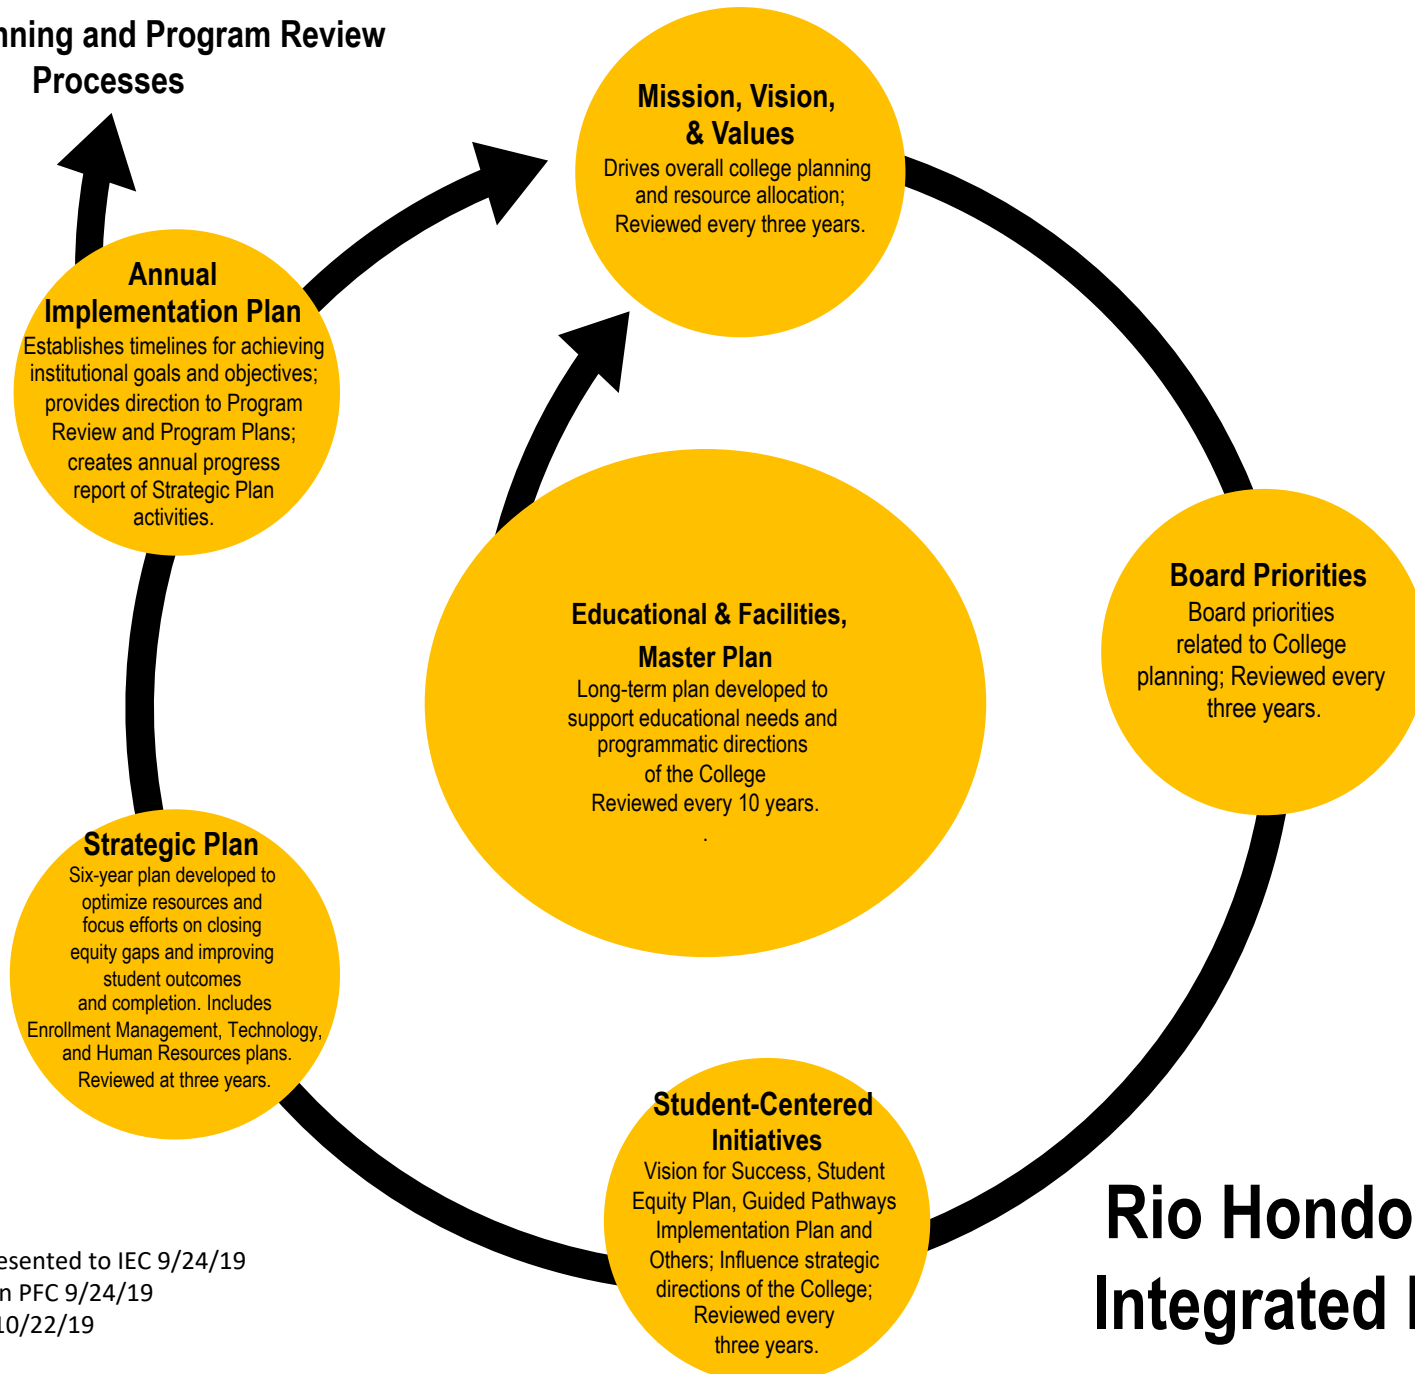 nning and Program Review
Processes
Mission, Vision,
& Values
Drives overall college planning
and resource allocation;
Reviewed every three years.
Annual
Implementation Plan
Establishes timelines for achieving
institutional goals and objectives;
provides direction to Program
Review and Program Plans;
creates annual progress
report of Strategic Plan
activities.
Board Priorities
Board priorities
related to College
planning; Reviewed every
three years.
Educational & Facilities,
Master Plan
Long-term plan developed to
support educational needs and
programmatic directions
of the College
Reviewed every 10 years.
.
Strategic Plan
Six-year plan developed to
optimize resources and
focus efforts on closing
equity gaps and improving
student outcomes
and completion. Includes
Enrollment Management, Technology,
and Human Resources plans.
Reviewed at three years.
Student-Centered
Initiatives
Vision for Success, Student
Equity Plan, Guided Pathways
Implementation Plan and
Others; Influence strategic
directions of the College;
Reviewed every
three years.
Rio Hondo
Integrated
esented to IEC 9/24/19
n PFC 9/24/19
10/22/19